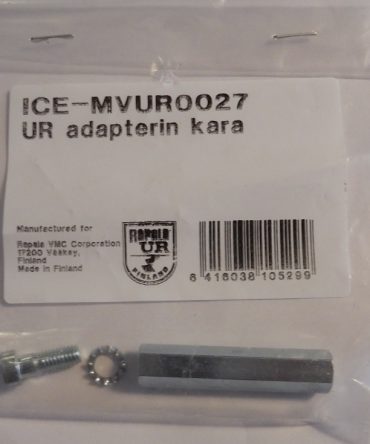 ICE-MVUR0027
UR adapterin kara
Manufactured for
Rapala VMC Corporation
17200 Vääksy,
Finland
Made in Finland
RAPALA
UR
FINLAND
6 416038 105299